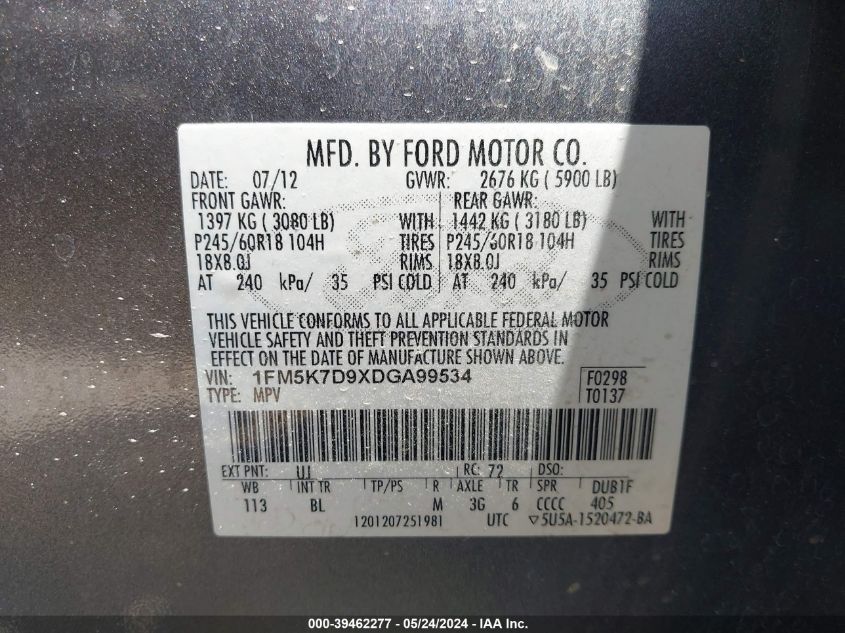 MFD. BY FORD MOTOR CO.
DATE: 07/12 GVWR: 2676 KG ( 5900 LB)
FRONT GAWR: REAR GAWR:
1397 KG ( 3080 LB) WITH 1442 KG ( 3180 LB) WITH
P245/60R18 104H TIRES P245/60R18 104H TIRES
18X8.0J RIMS 18X8.0J RIMS
AT 240 kPa/ 35 PSI COLD AT 240 kPa/ 35 PSI COLD
THIS VEHICLE CONFORMS TO ALL APPLICABLE FEDERAL MOTOR
VEHICLE SAFETY AND THEFT PREVENTION STANDARDS IN
EFFECT ON THE DATE OF MANUFACTURE SHOWN ABOVE.
VIN: 1FM5K7D9XDGA99534 F0298
TYPE: MPV T0137
EXT PNT: UJ RC: 72 DSO:
WB INT TR TP/PS R AXLE TR SPR DUB1F
113 BL M 3G 6 CCCC 405
1201207251981 UTC ▽5U5A-1520472-BA
000-39462277 - 05/24/2024 - IAA Inc.